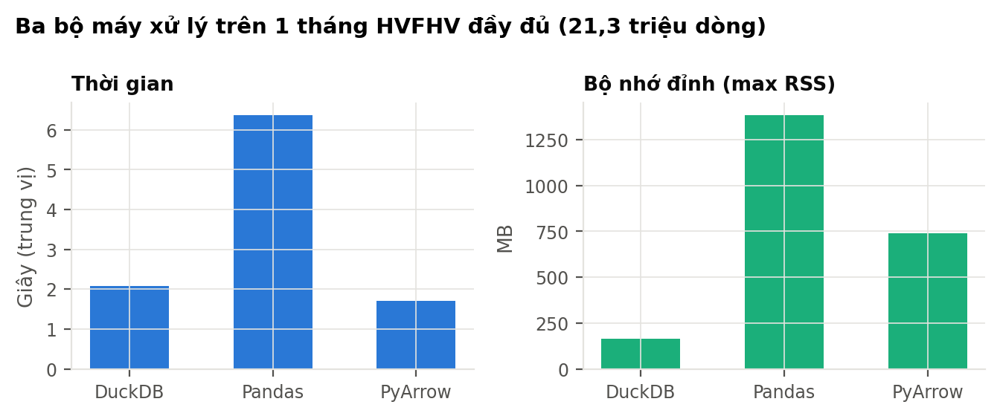 Ba bộ máy xử lý trên 1 tháng HVFHV đầy đủ (21,3 triệu dòng)
Thời gian
Giây (trung vị)
6
5
4
3
2
1
0
DuckDB Pandas PyArrow
Bộ nhớ đỉnh (max RSS)
MB
1250
1000
750
500
250
0
DuckDB Pandas PyArrow